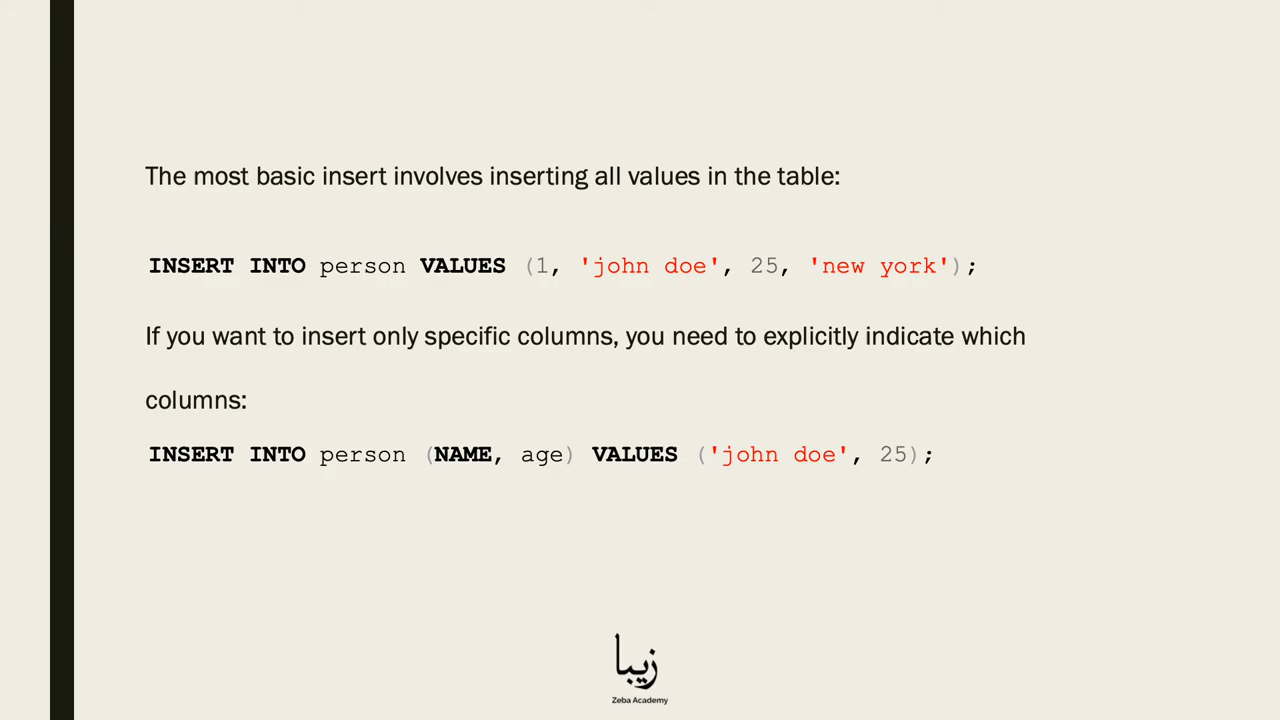 The most basic insert involves inserting all values in the table:
INSERT INTO person VALUES (1, 'john doe', 25, 'new york');
If you want to insert only specific columns, you need to explicitly indicate which
columns:
INSERT INTO person (NAME, age) VALUES ('john doe', 25);
زيبا
Zeba Academy